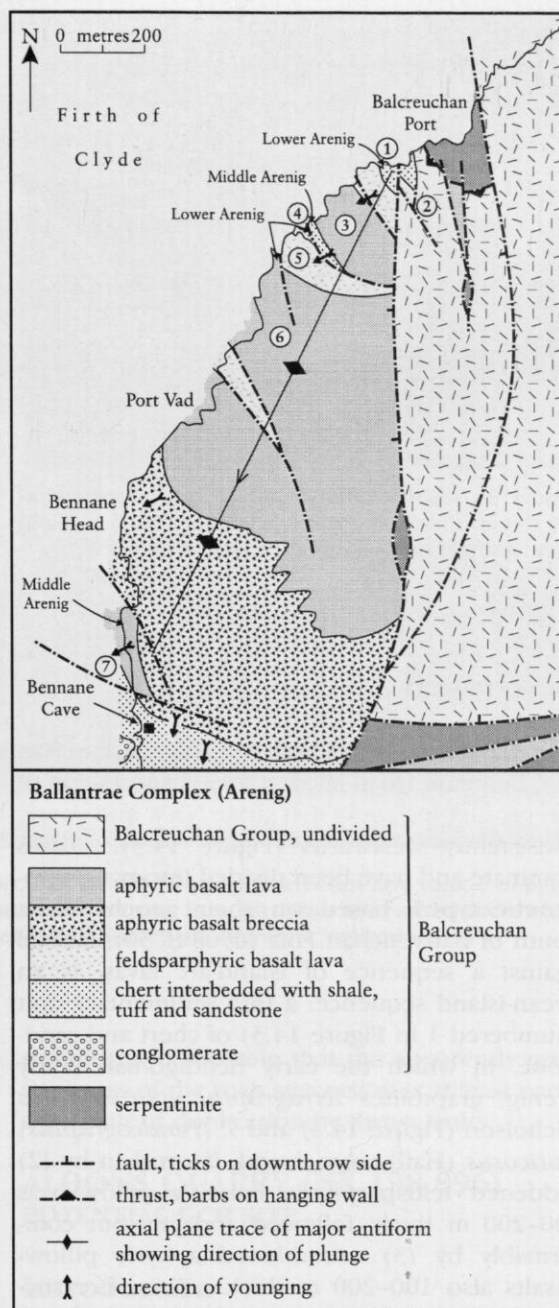 N
0 metres200
Firth of
Clyde
Balcreuchan
Port
Lower Arenig
1
Middle Arenig
2
3
Lower Arenig
4
5
6
Port Vad
Bennane
Head
Middle
Arenig
7
Bennane
Cave
Ballantrae Complex (Arenig)
Balcreuchan Group, undivided
aphyric basalt lava
aphyric basalt breccia
feldsparphyric basalt lava
chert interbedded with shale,
tuff and sandstone
Balcreuchan
Group
conglomerate
serpentinite
fault, ticks on downthrow side
thrust, barbs on hanging wall
axial plane trace of major antiform
showing direction of plunge
direction of younging